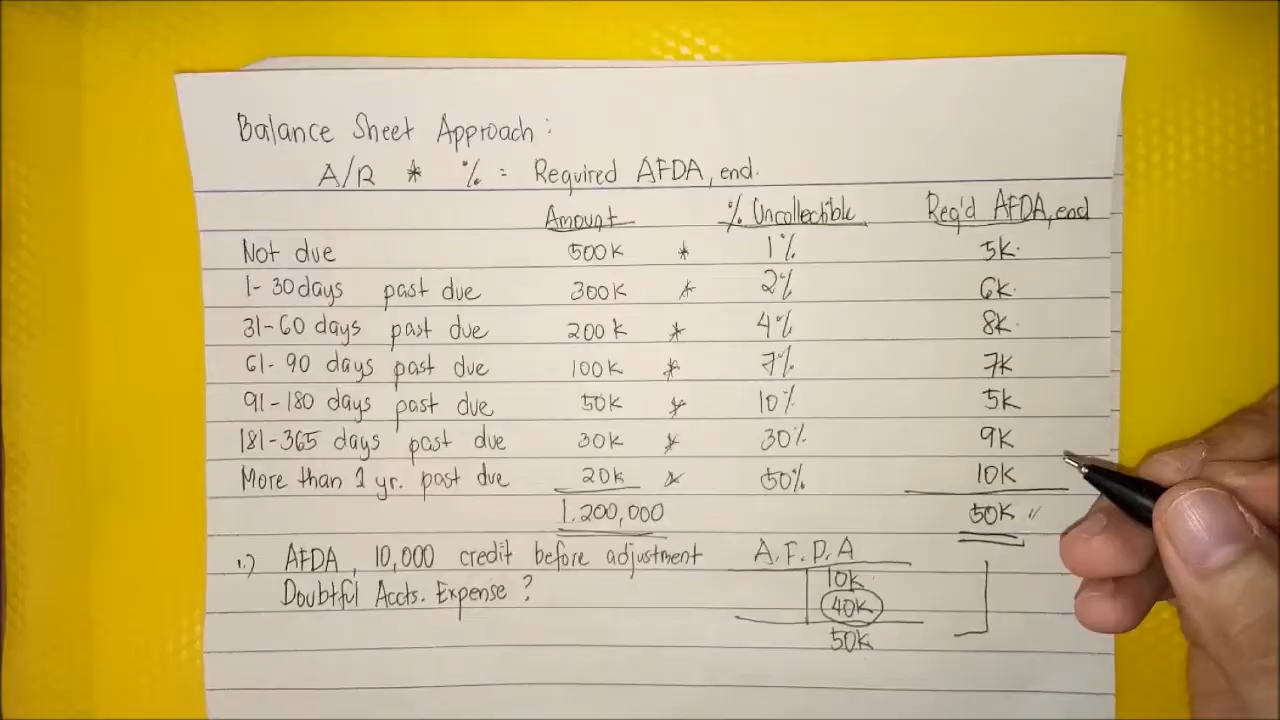 Balance Sheet Approach:
A/R * % = Required AFDA, end.
Amount % Uncollectible Req'd AFDA, end
Not due 500K * 1% 5K.
1-30 days past due 300K * 2% 6K.
31-60 days past due 200K * 4% 8K.
61-90 days past due 100K * 7% 7K
91-180 days past due 50K * 10% 5K
181-365 days past due 30K * 30% 9K
More than 1 yr. past due 20K * 50% 10K
1,200,000 50K //
1.) AFDA, 10,000 credit before adjustment A.F.D.A
10K
Doubtful Accts. Expense? 40K
50K